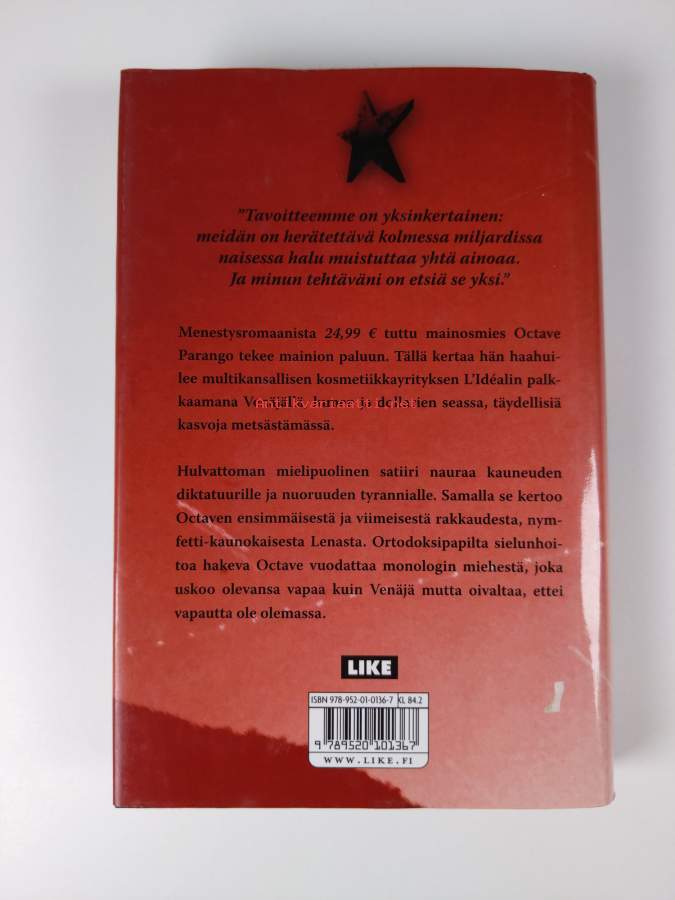 ”Tavoitteemme on yksinkertainen:
meidän on herätettävä kolmessa miljardissa
naisessa halu muistuttaa yhtä ainoaa.
Ja minun tehtäväni on etsiä se yksi.”
Menestysromaanista 24,99 € tuttu mainosmies Octave
Parango tekee mainion paluun. Tällä kertaa hän haahui-
lee multikansallisen kosmetiikkayrityksen L’Idéalin palk-
kaamana Venäjällä, ja dollarien seassa, täydellisiä
kasvoja metsästämässä.
Hulvattoman mielipuolinen satiiri nauraa kauneuden
diktatuurille ja nuoruuden tyrannialle. Samalla se kertoo
Octaven ensimmäisestä ja viimeisestä rakkaudesta, nym-
fetti-kaunokaisesta Lenasta. Ortodoksipapilta sielunhoi-
toa hakeva Octave vuodattaa monologin miehestä, joka
uskoo olevansa vapaa kuin Venäjä mutta oivaltaa, ettei
vapautta ole olemassa.
LIKE
ISBN 978-952-01-0136-7 KL 84.2
9 789520 101367
WWW.LIKE.FI